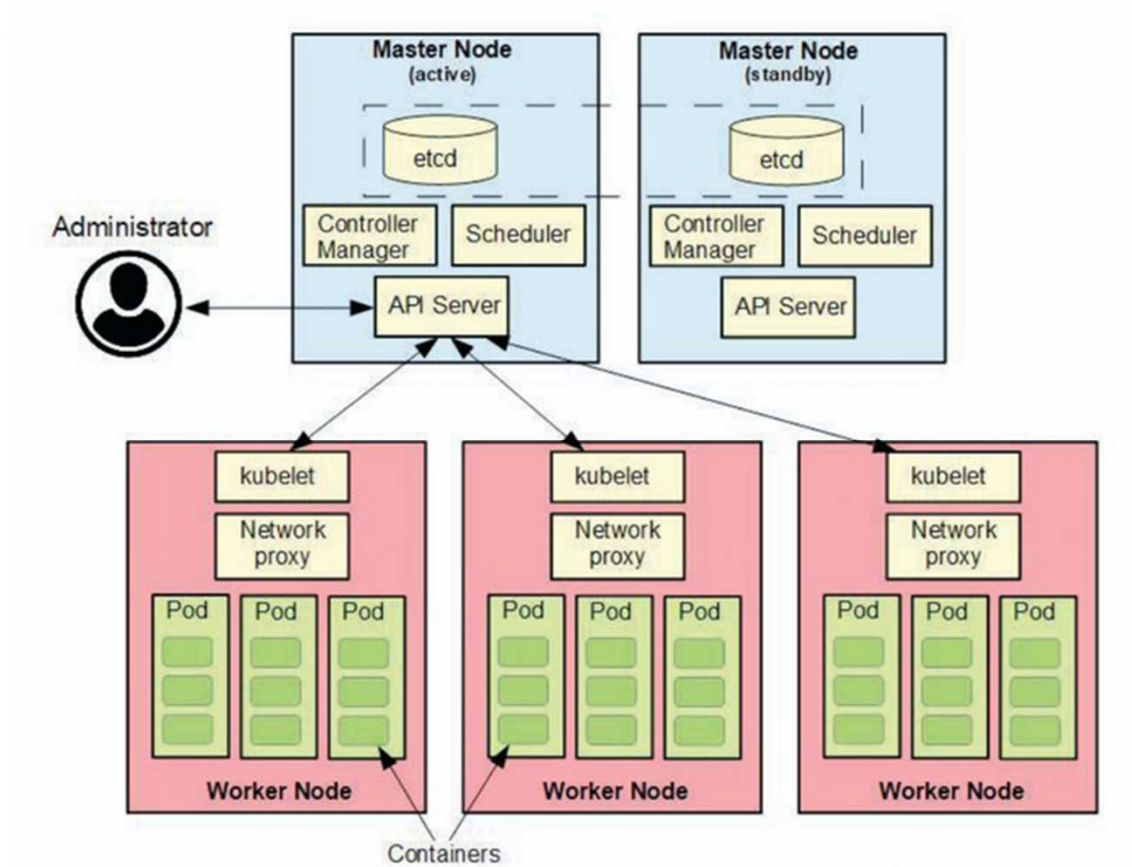 Master Node
(active)
Master Node
(standby)
etcd
etcd
Administrator
Controller
Manager
Scheduler
Controller
Manager
Scheduler
API Server
API Server
kubelet
kubelet
kubelet
Network
proxy
Network
proxy
Network
proxy
Pod
Pod
Pod
Pod
Pod
Pod
Pod
Pod
Pod
Worker Node
Worker Node
Worker Node
Containers